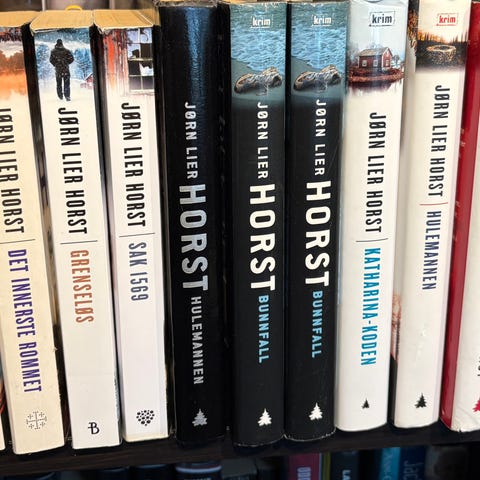 JØRN LIER HORST | DET INNERSTE ROMMET
JØRN LIER HORST | GRENSELØS
B
JØRN LIER HORST | SAK 1569
JØRN LIER HORST HULEMANNEN
krim
JØRN LIER HORST BUNNFALL
krim
JØRN LIER HORST BUNNFALL
krim
JØRN LIER HORST | KATHARINA-KODEN
krim
JØRN LIER HORST | HULEMANNEN